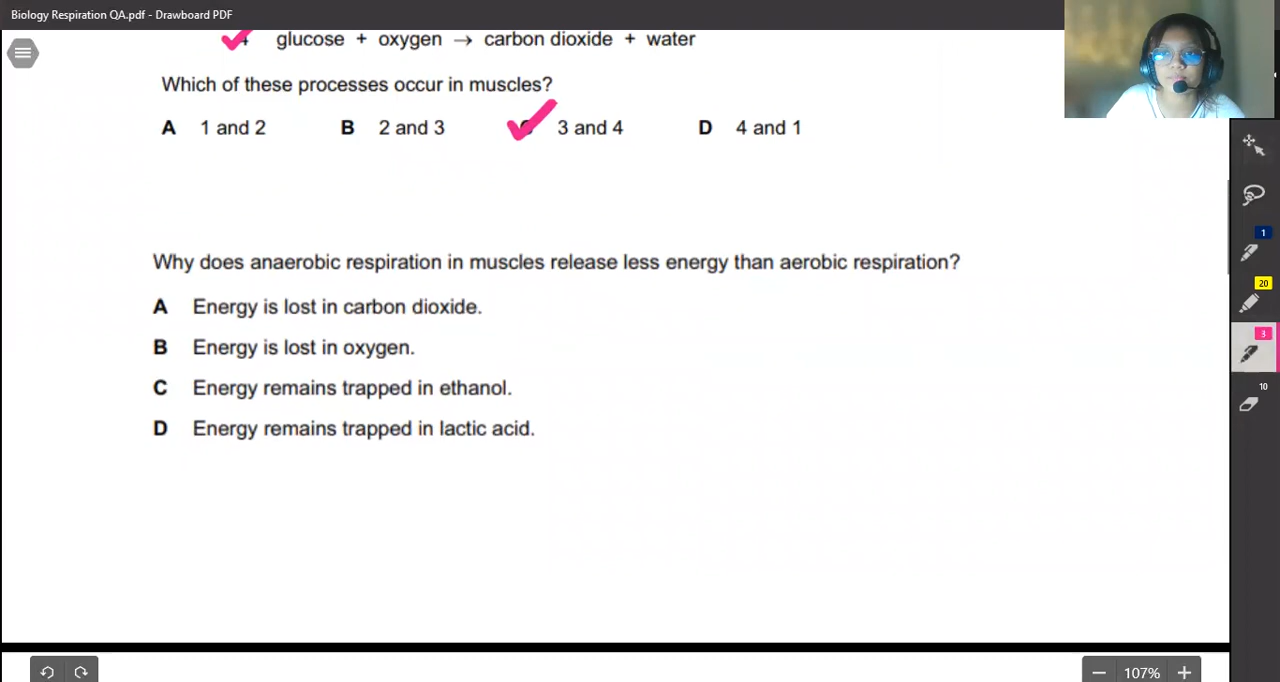 Biology Respiration QA.pdf - Drawboard PDF
glucose + oxygen → carbon dioxide + water
Which of these processes occur in muscles?
A 1 and 2 B 2 and 3 3 and 4 D 4 and 1
Why does anaerobic respiration in muscles release less energy than aerobic respiration?
A Energy is lost in carbon dioxide.
B Energy is lost in oxygen.
C Energy remains trapped in ethanol.
D Energy remains trapped in lactic acid.
1
20
3
10
107%